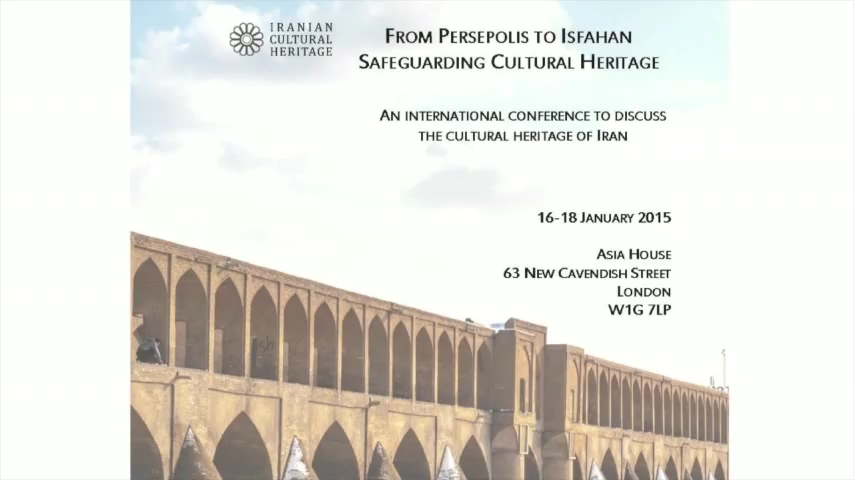 IRANIAN
CULTURAL
HERITAGE
FROM PERSEPOLIS TO ISFAHAN
SAFEGUARDING CULTURAL HERITAGE
AN INTERNATIONAL CONFERENCE TO DISCUSS
THE CULTURAL HERITAGE OF IRAN
16-18 JANUARY 2015
ASIA HOUSE
63 NEW CAVENDISH STREET
LONDON
W1G 7LP